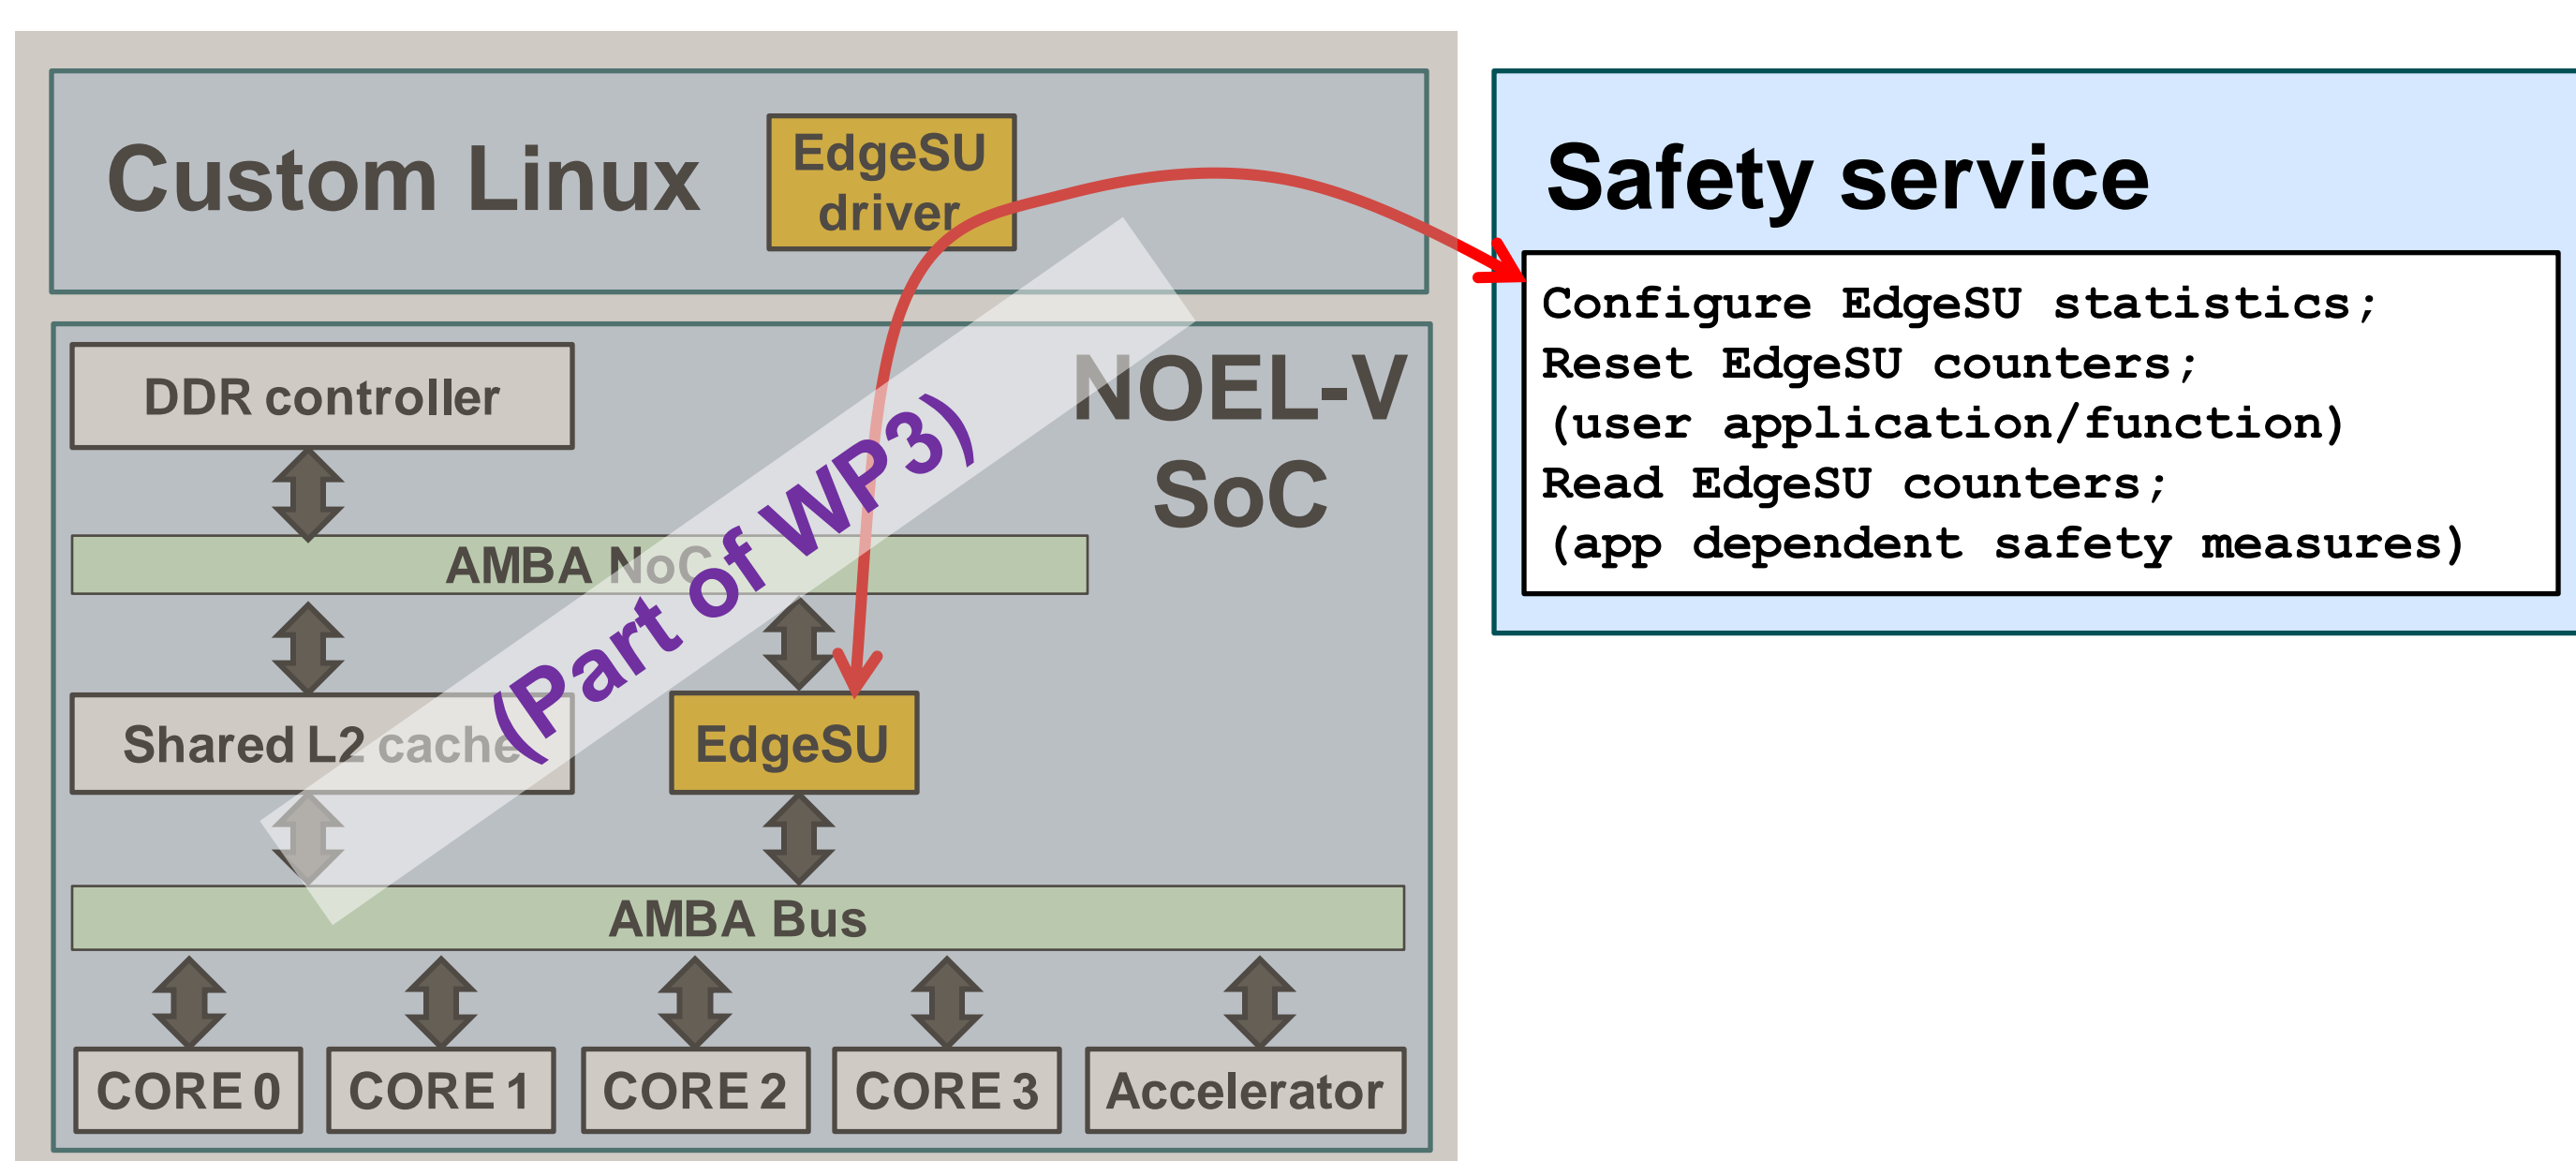 Custom Linux
EdgeSU
driver
Safety service
Configure EdgeSU statistics;
Reset EdgeSU counters;
(user application/function)
Read EdgeSU counters;
(app dependent safety measures)
NOEL-V
SoC
DDR controller
(Part of WP3)
AMBA NoC
Shared L2 cache
EdgeSU
AMBA Bus
CORE 0
CORE 1
CORE 2
CORE 3
Accelerator